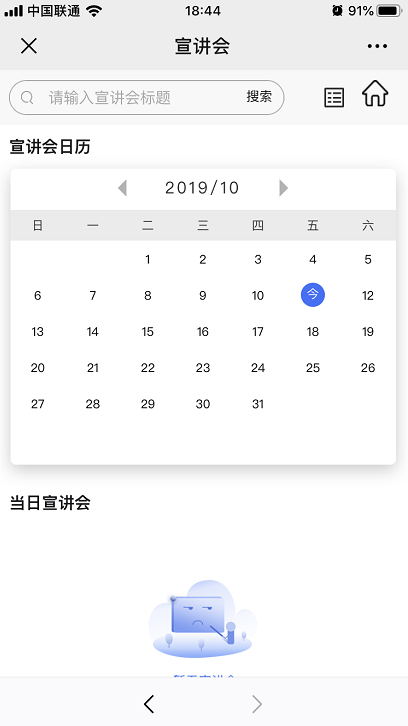 中国联通 18:44 91%
宣讲会
请输入宣讲会标题 搜索
宣讲会日历
2019/10
日 一 二 三 四 五 六
1 2 3 4 5
6 7 8 9 10 今 12
13 14 15 16 17 18 19
20 21 22 23 24 25 26
27 28 29 30 31
当日宣讲会